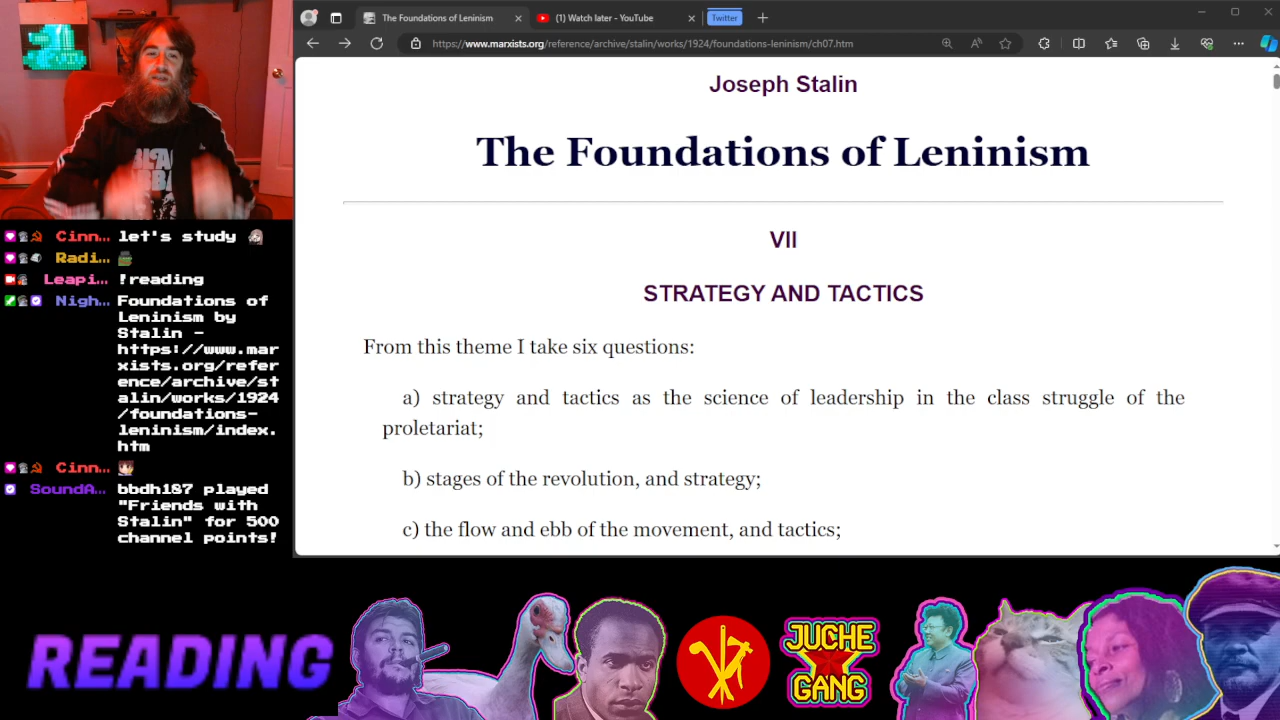 The Foundations of Leninism
(1) Watch later - YouTube
Twitter
https://www.marxists.org/reference/archive/stalin/works/1924/foundations-leninism/ch07.htm
Joseph Stalin
The Foundations of Leninism
VII
STRATEGY AND TACTICS
From this theme I take six questions:
a) strategy and tactics as the science of leadership in the class struggle of the
proletariat;
b) stages of the revolution, and strategy;
c) the flow and ebb of the movement, and tactics;
Cinn... let's study
Radi...
Leapi... !reading
Nigh... Foundations of
Leninism by
Stalin -
https://www.mar
xists.org/refer
ence/archive/st
alin/works/1924
/foundations-
leninism/index.
htm
Cinn...
SoundA... bbdh187 played
"Friends with
Stalin" for 500
channel points!
READING
JUCHE
GANG